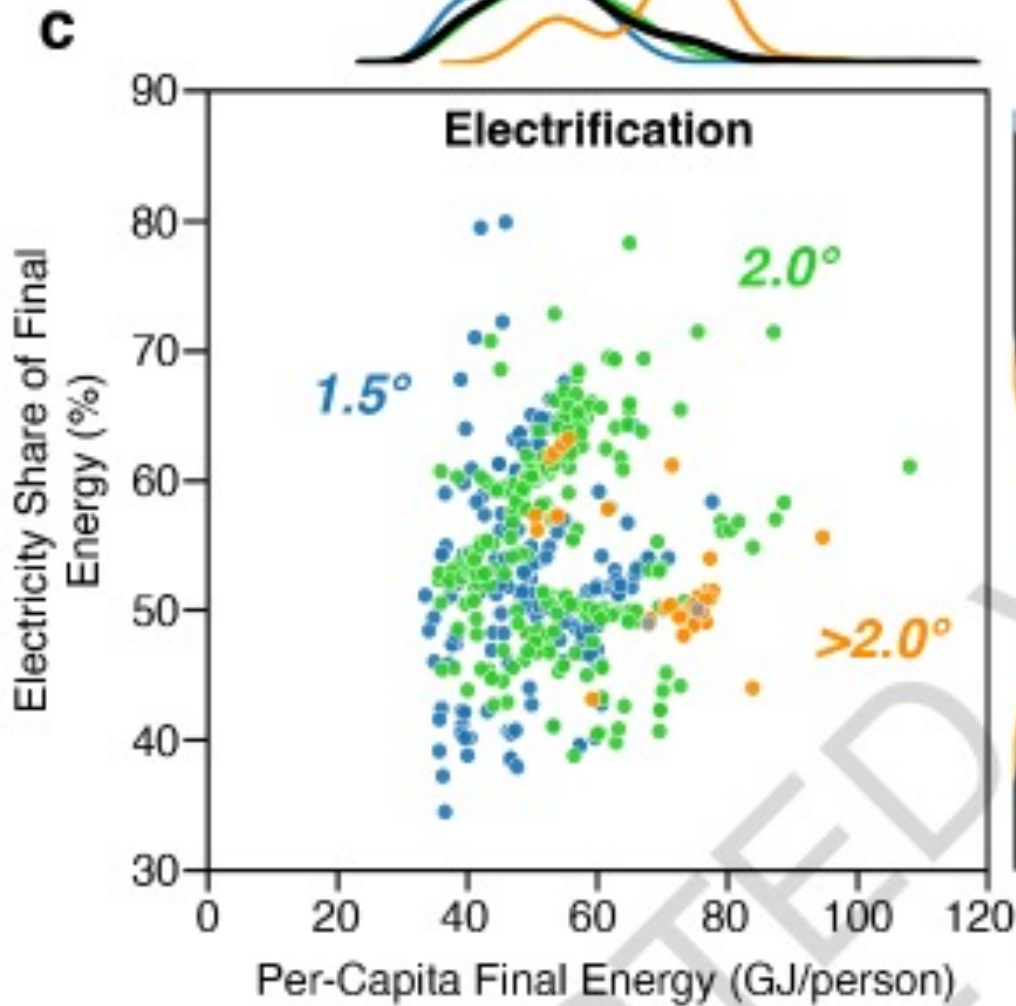 c
Electrification
90
80
70
60
50
40
30
2.0°
1.5°
>2.0°
Electricity Share of Final
Energy (%)
0 20 40 60 80 100 120
Per-Capita Final Energy (GJ/person)